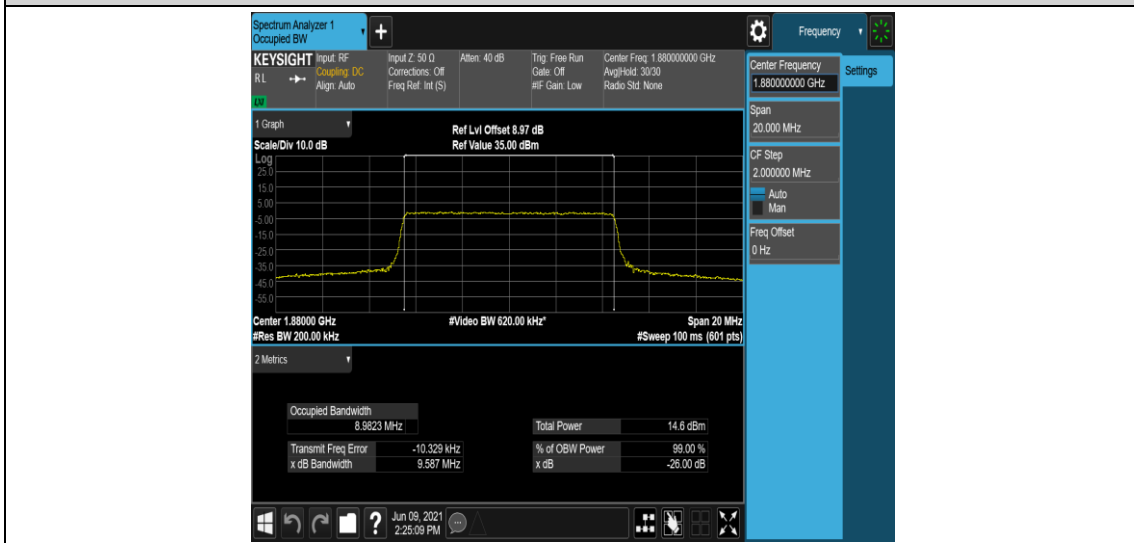 Spectrum Analyzer 1
Occupied BW
+
Frequency
KEYSIGHT
RL
LXI
Input: RF
Coupling: DC
Align: Auto
Input Z: 50 Ω
Corrections: Off
Freq Ref: Int (S)
Atten: 40 dB
Trig: Free Run
Gate: Off
#IF Gain: Low
Center Freq: 1.880000000 GHz
Avg|Hold: 30/30
Radio Std: None
Center Frequency
1.880000000 GHz
Settings
Span
20.000 MHz
CF Step
2.000000 MHz
Auto
Man
Freq Offset
0 Hz
1 Graph
Ref Lvl Offset 8.97 dB
Scale/Div 10.0 dB
Ref Value 35.00 dBm
Log
25.0
15.0
5.00
-5.00
-15.0
-25.0
-35.0
-45.0
-55.0
Center 1.88000 GHz
#Video BW 620.00 kHz*
Span 20 MHz
#Res BW 200.00 kHz
#Sweep 100 ms (601 pts)
2 Metrics
Occupied Bandwidth
8.9823 MHz
Total Power 14.6 dBm
Transmit Freq Error -10.329 kHz
% of OBW Power 99.00 %
x dB Bandwidth 9.587 MHz
x dB -26.00 dB
?
Jun 09, 2021
2:25:09 PM